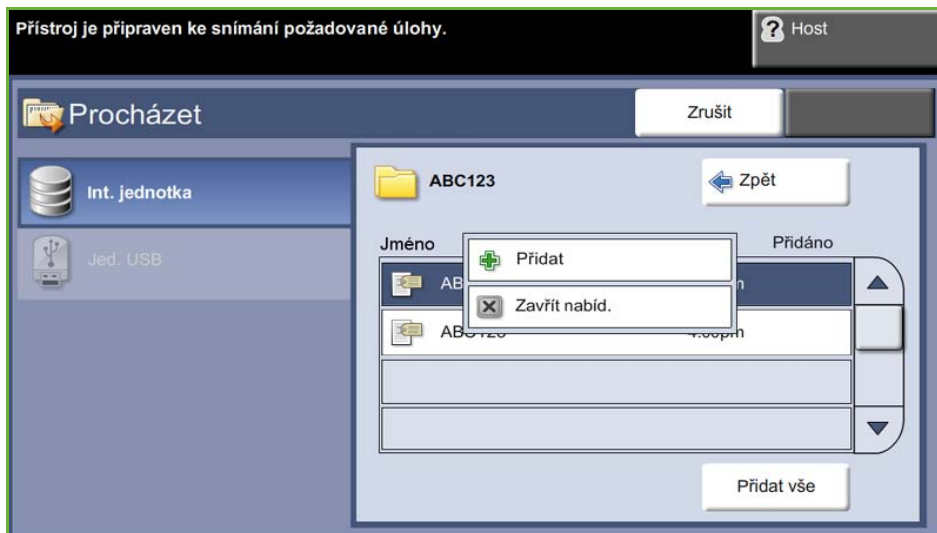 Přístroj je připraven ke snímání požadované úlohy.
Host
Procházet
Zrušit
Int. jednotka
ABC123
Zpět
Jed. USB
Jméno
Přidáno
Přidat
Zavřít nabíd.
Přidat vše